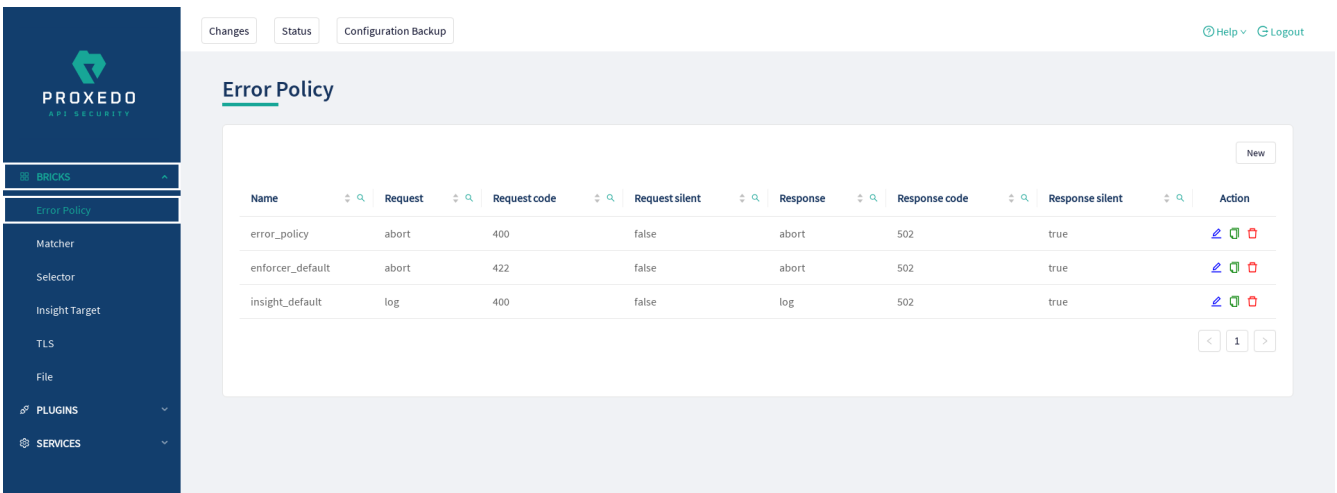 Changes Status Configuration Backup Help Logout
PROXEDO
API SECURITY
Error Policy
New
BRICKS
Error Policy
Matcher
Selector
Insight Target
TLS
File
PLUGINS
SERVICES
Name Request Request code Request silent Response Response code Response silent Action
error_policy abort 400 false abort 502 true
enforcer_default abort 422 false abort 502 true
insight_default log 400 false log 502 true
1